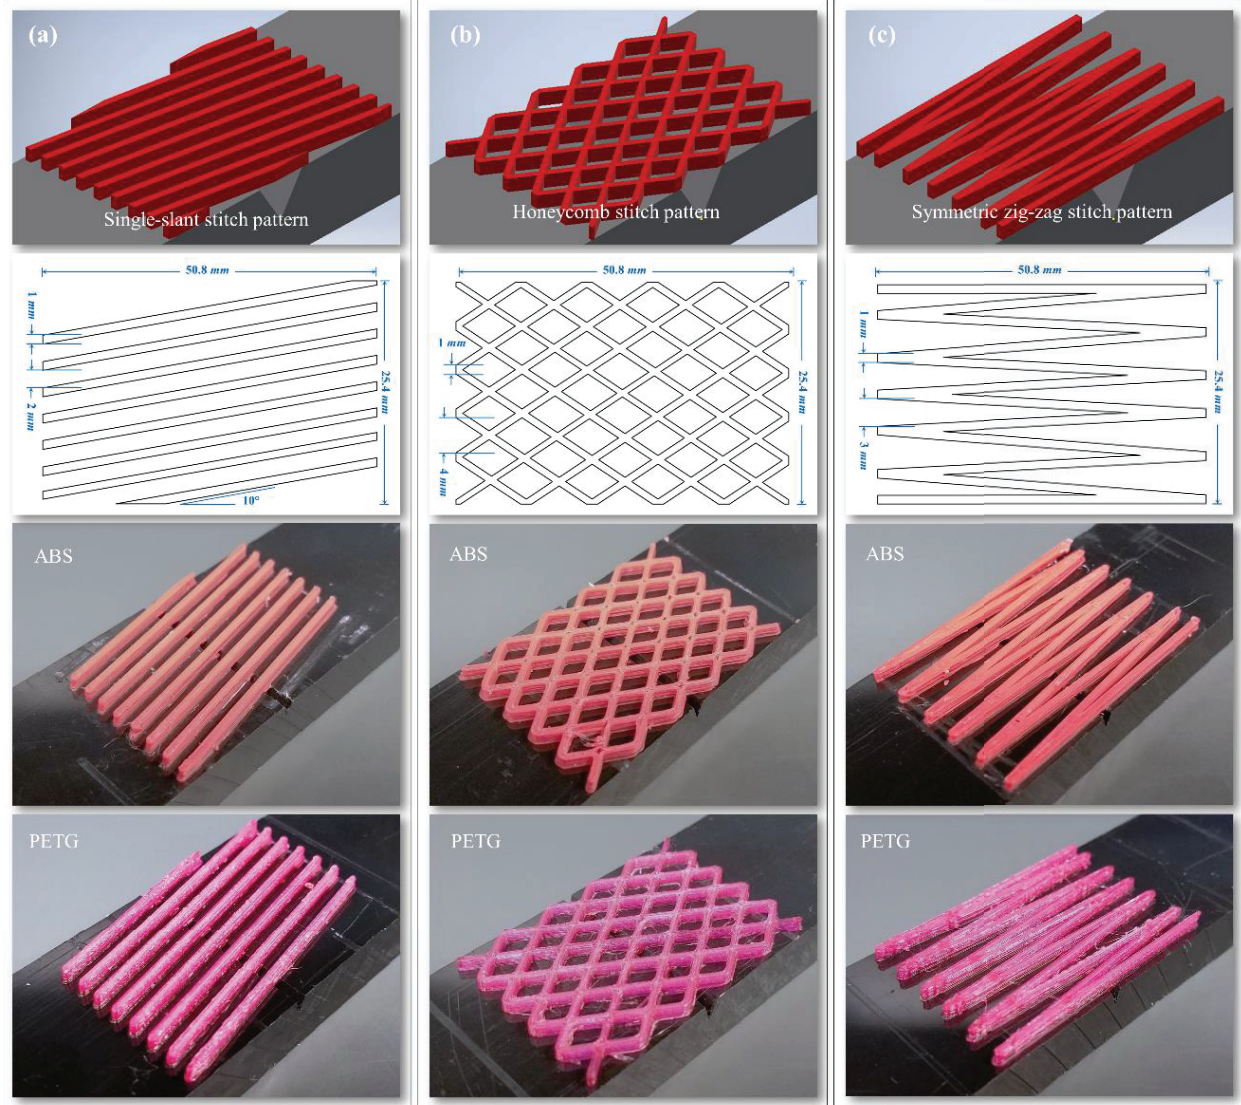 (a)
Single-slant stitch pattern
50.8 mm
1 mm
2 mm
25.4 mm
10°
ABS
PETG
(b)
Honeycomb stitch pattern
50.8 mm
1 mm
4 mm
25.4 mm
ABS
PETG
(c)
Symmetric zig-zag stitch pattern
50.8 mm
1 mm
3 mm
25.4 mm
ABS
PETG